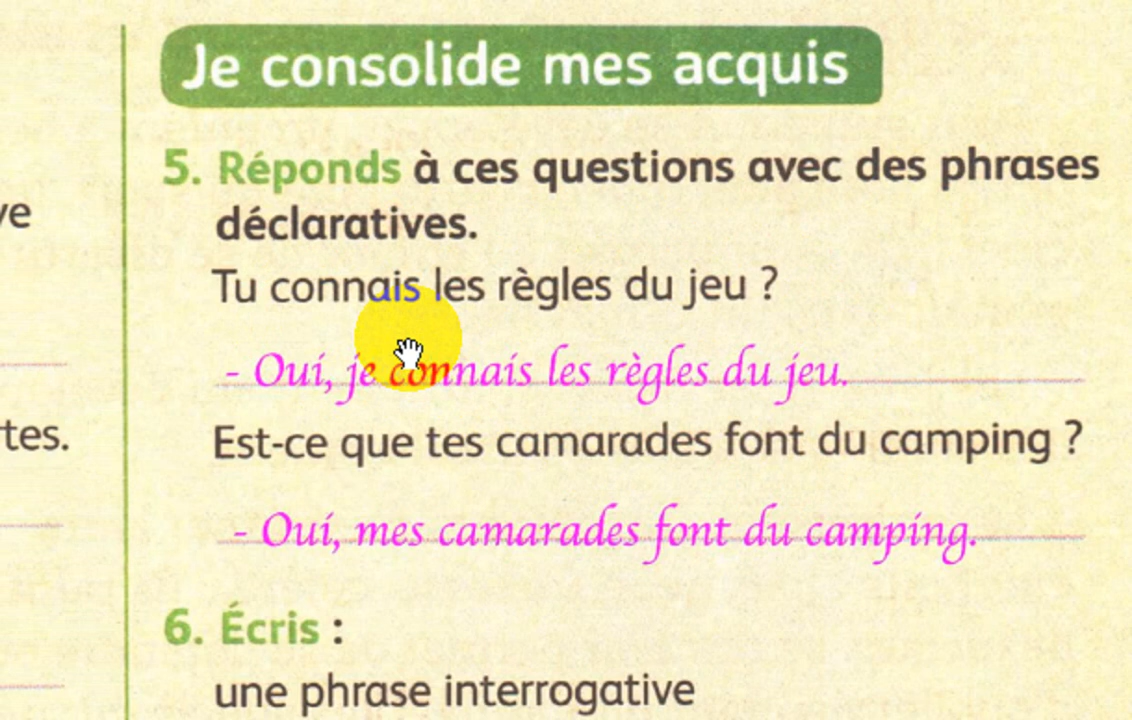 Je consolide mes acquis
5. Réponds à ces questions avec des phrases
déclaratives.
Tu connais les règles du jeu ?
- Oui, je connais les règles du jeu.
Est-ce que tes camarades font du camping ?
- Oui, mes camarades font du camping.
6. Écris :
une phrase interrogative
ve
tes.